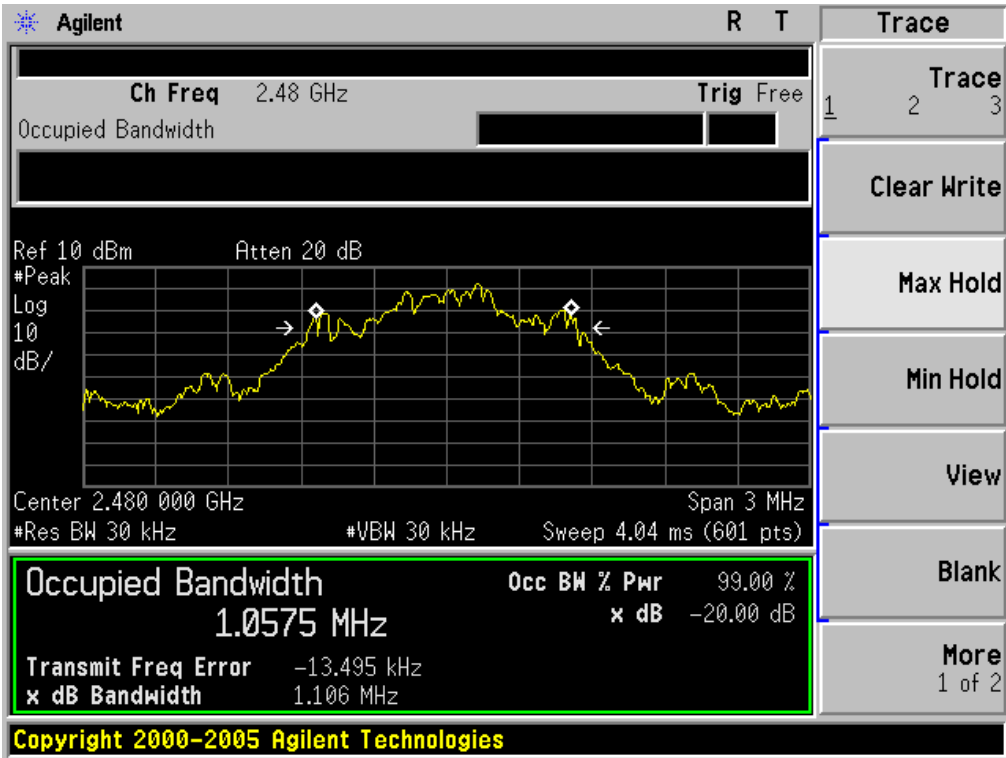 Agilent R T Trace
Ch Freq 2.48 GHz Trig Free
Occupied Bandwidth
Trace
1 2 3
Clear Write
Max Hold
Min Hold
View
Blank
More
1 of 2
Ref 10 dBm Atten 20 dB
#Peak
Log
10
dB/
Center 2.480 000 GHz Span 3 MHz
#Res BW 30 kHz #VBW 30 kHz Sweep 4.04 ms (601 pts)
Occupied Bandwidth Occ BW % Pwr 99.00 %
1.0575 MHz x dB -20.00 dB
Transmit Freq Error -13.495 kHz
x dB Bandwidth 1.106 MHz
Copyright 2000-2005 Agilent Technologies